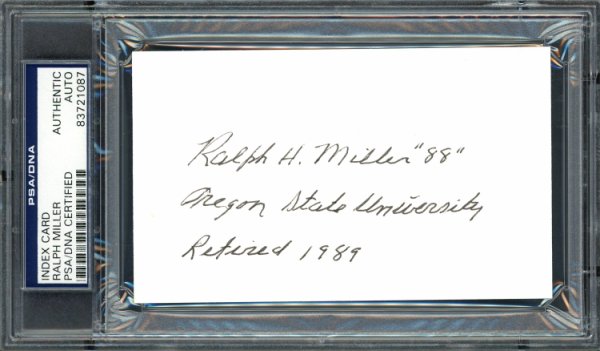 PSA/DNA
INDEX CARD
RALPH MILLER
PSA/DNA CERTIFIED
AUTHENTIC
AUTO
83721087
Ralph H. Miller "88"
Oregon State University
Retired 1989